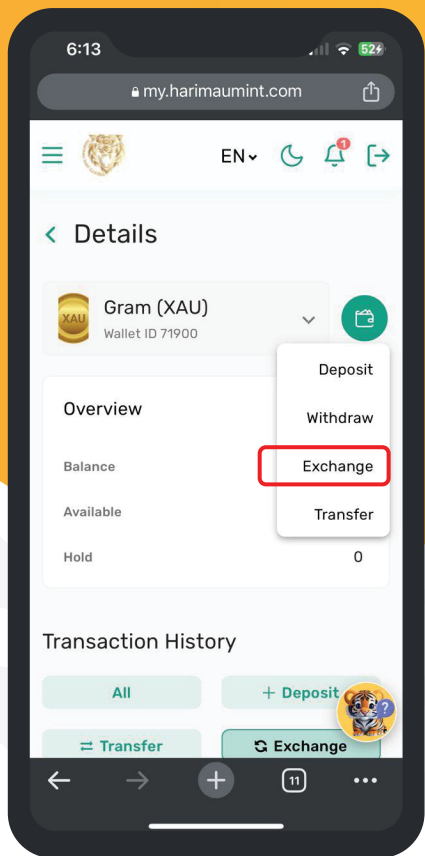 6:13
52
my.harimaumint.com
EN
1
Details
XAU
Gram (XAU)
Wallet ID 71900
Deposit
Overview
Withdraw
Balance
Exchange
Available
Transfer
Hold 0
Transaction History
All + Deposit
?
Transfer Exchange
11